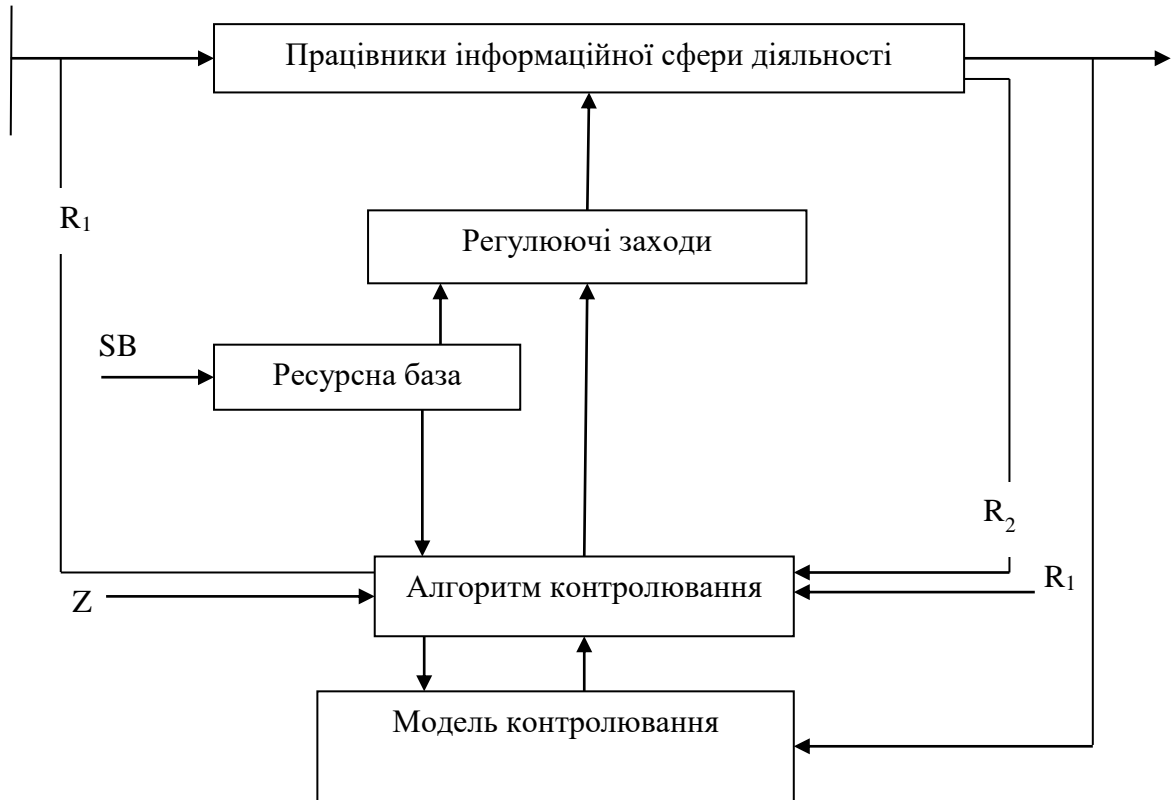 Працівники інформаційної сфери діяльності
R₁
Регулюючі заходи
SB
Ресурсна база
R₂
Алгоритм контролювання
R₁
Z
Модель контролювання